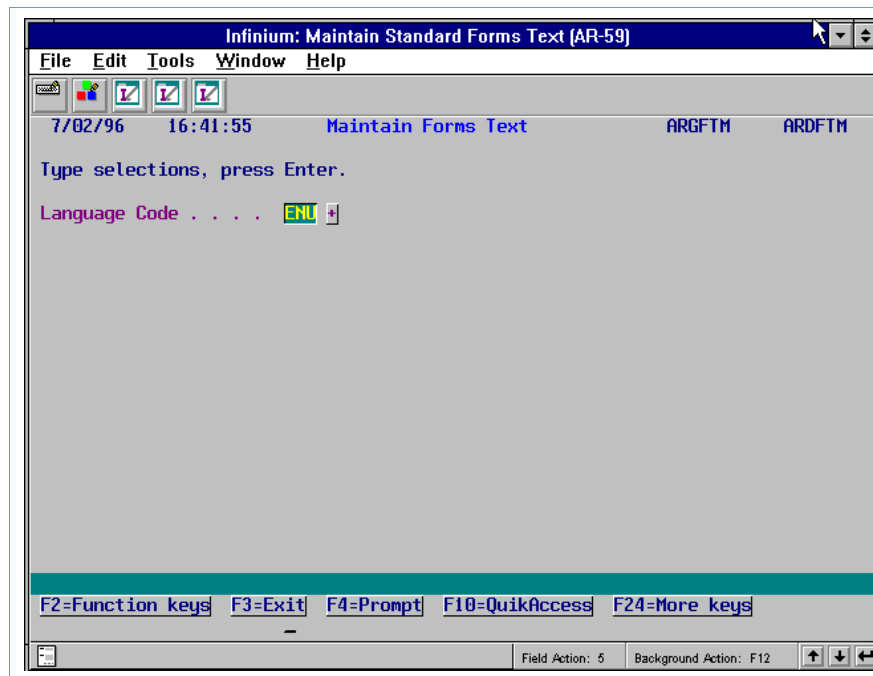 Infinium: Maintain Standard Forms Text (AR-59)
File Edit Tools Window Help
7/02/96 16:41:55 Maintain Forms Text ARGFTM ARDFTM
Type selections, press Enter.
Language Code . . . . ENU +
F2=Function keys F3=Exit F4=Prompt F10=QuikAccess F24=More keys
Field Action: 5 Background Action: F12